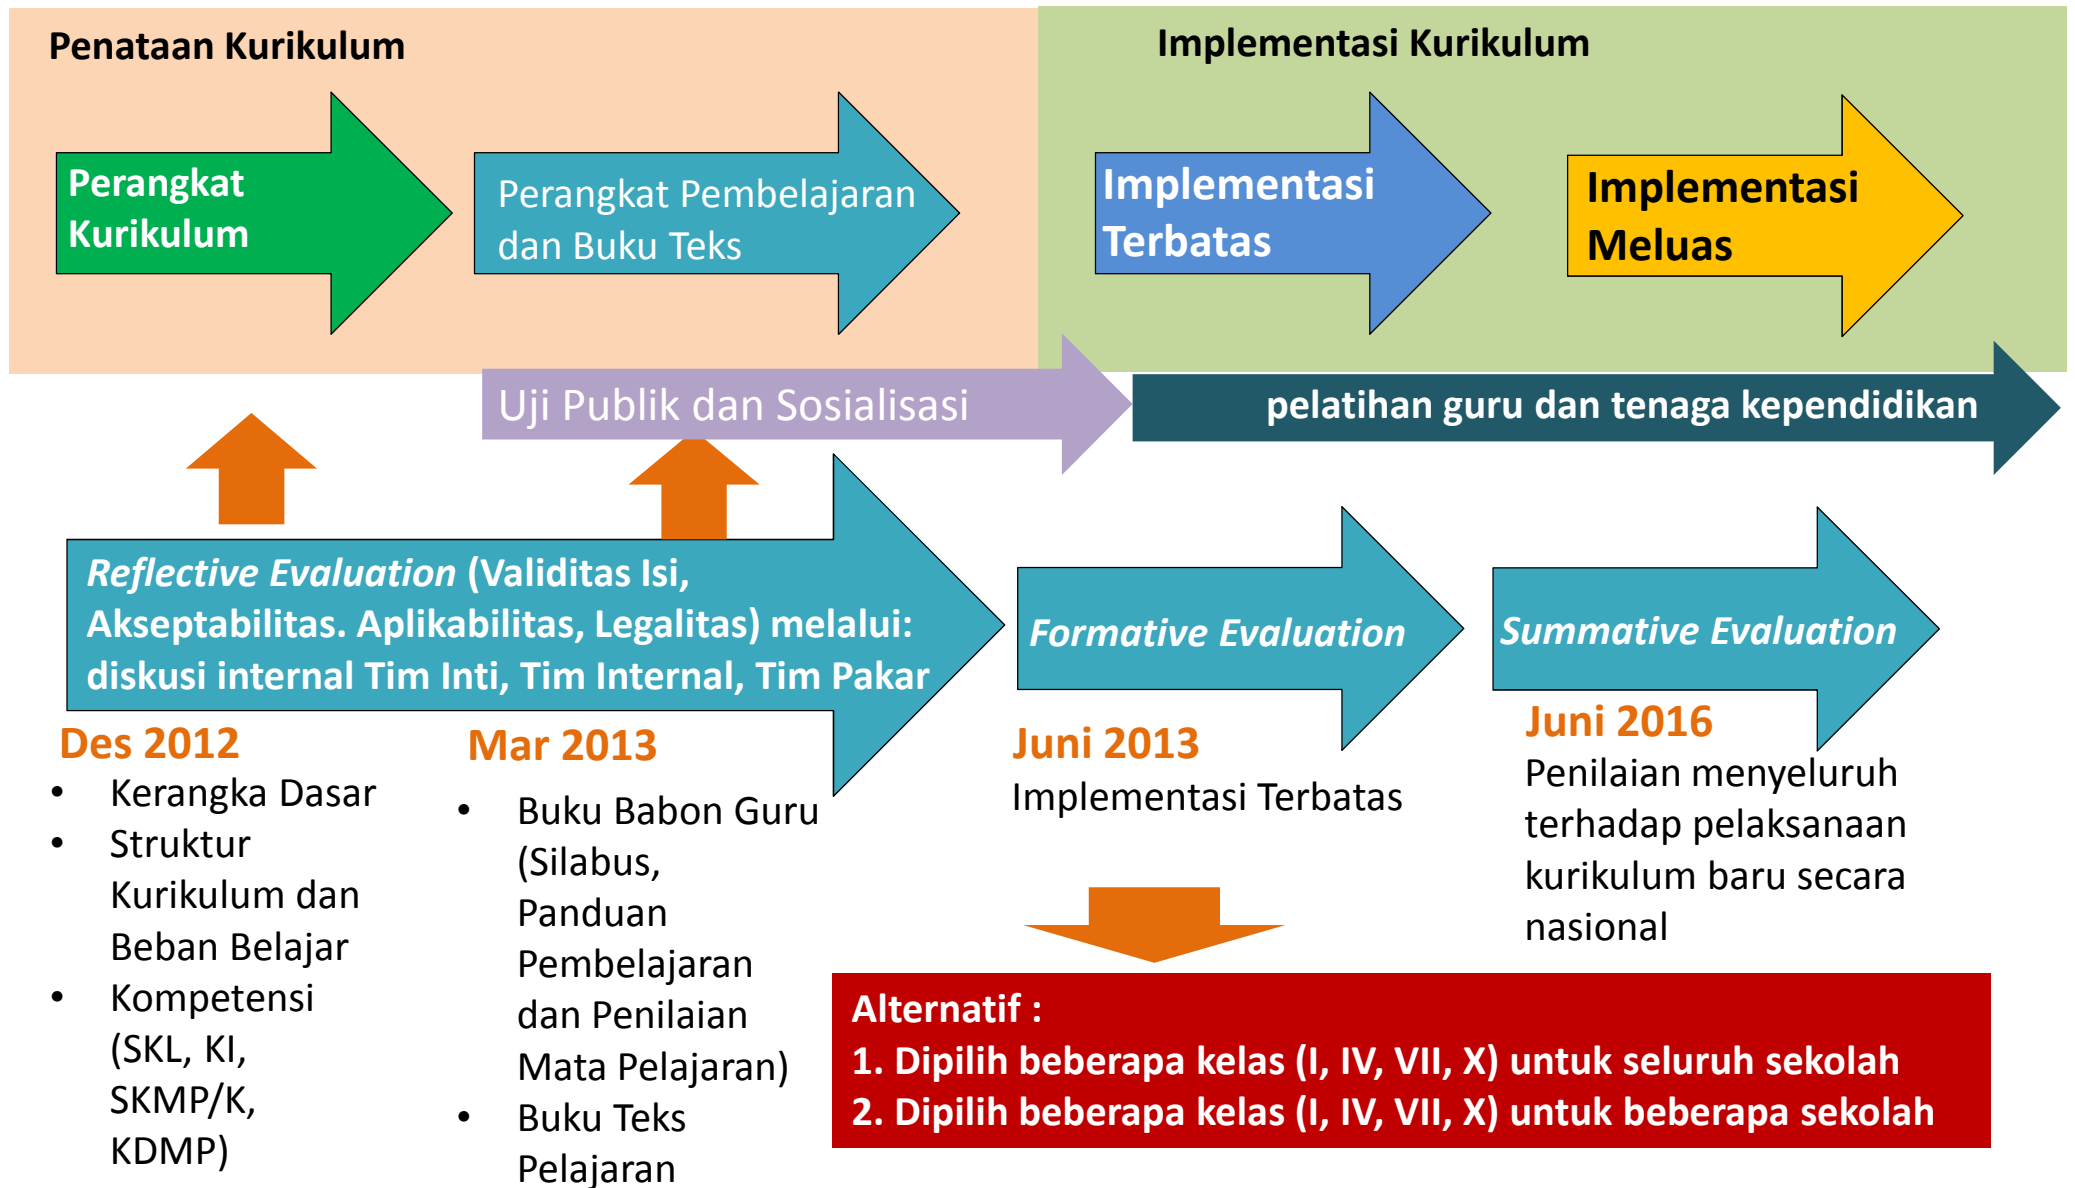 Penataan Kurikulum
Implementasi Kurikulum
Perangkat
Kurikulum
Perangkat Pembelajaran
dan Buku Teks
Implementasi
Terbatas
Implementasi
Meluas
Uji Publik dan Sosialisasi
pelatihan guru dan tenaga kependidikan
Reflective Evaluation (Validitas Isi,
Akseptabilitas. Aplikabilitas, Legalitas) melalui:
diskusi internal Tim Inti, Tim Internal, Tim Pakar
Formative Evaluation
Summative Evaluation
Des 2012
• Kerangka Dasar
• Struktur
Kurikulum dan
Beban Belajar
• Kompetensi
(SKL, KI,
SKMP/K,
KDMP)
Mar 2013
• Buku Babon Guru
(Silabus,
Panduan
Pembelajaran
dan Penilaian
Mata Pelajaran)
• Buku Teks
Pelajaran
Juni 2013
Implementasi Terbatas
Juni 2016
Penilaian menyeluruh
terhadap pelaksanaan
kurikulum baru secara
nasional
Alternatif :
1. Dipilih beberapa kelas (I, IV, VII, X) untuk seluruh sekolah
2. Dipilih beberapa kelas (I, IV, VII, X) untuk beberapa sekolah